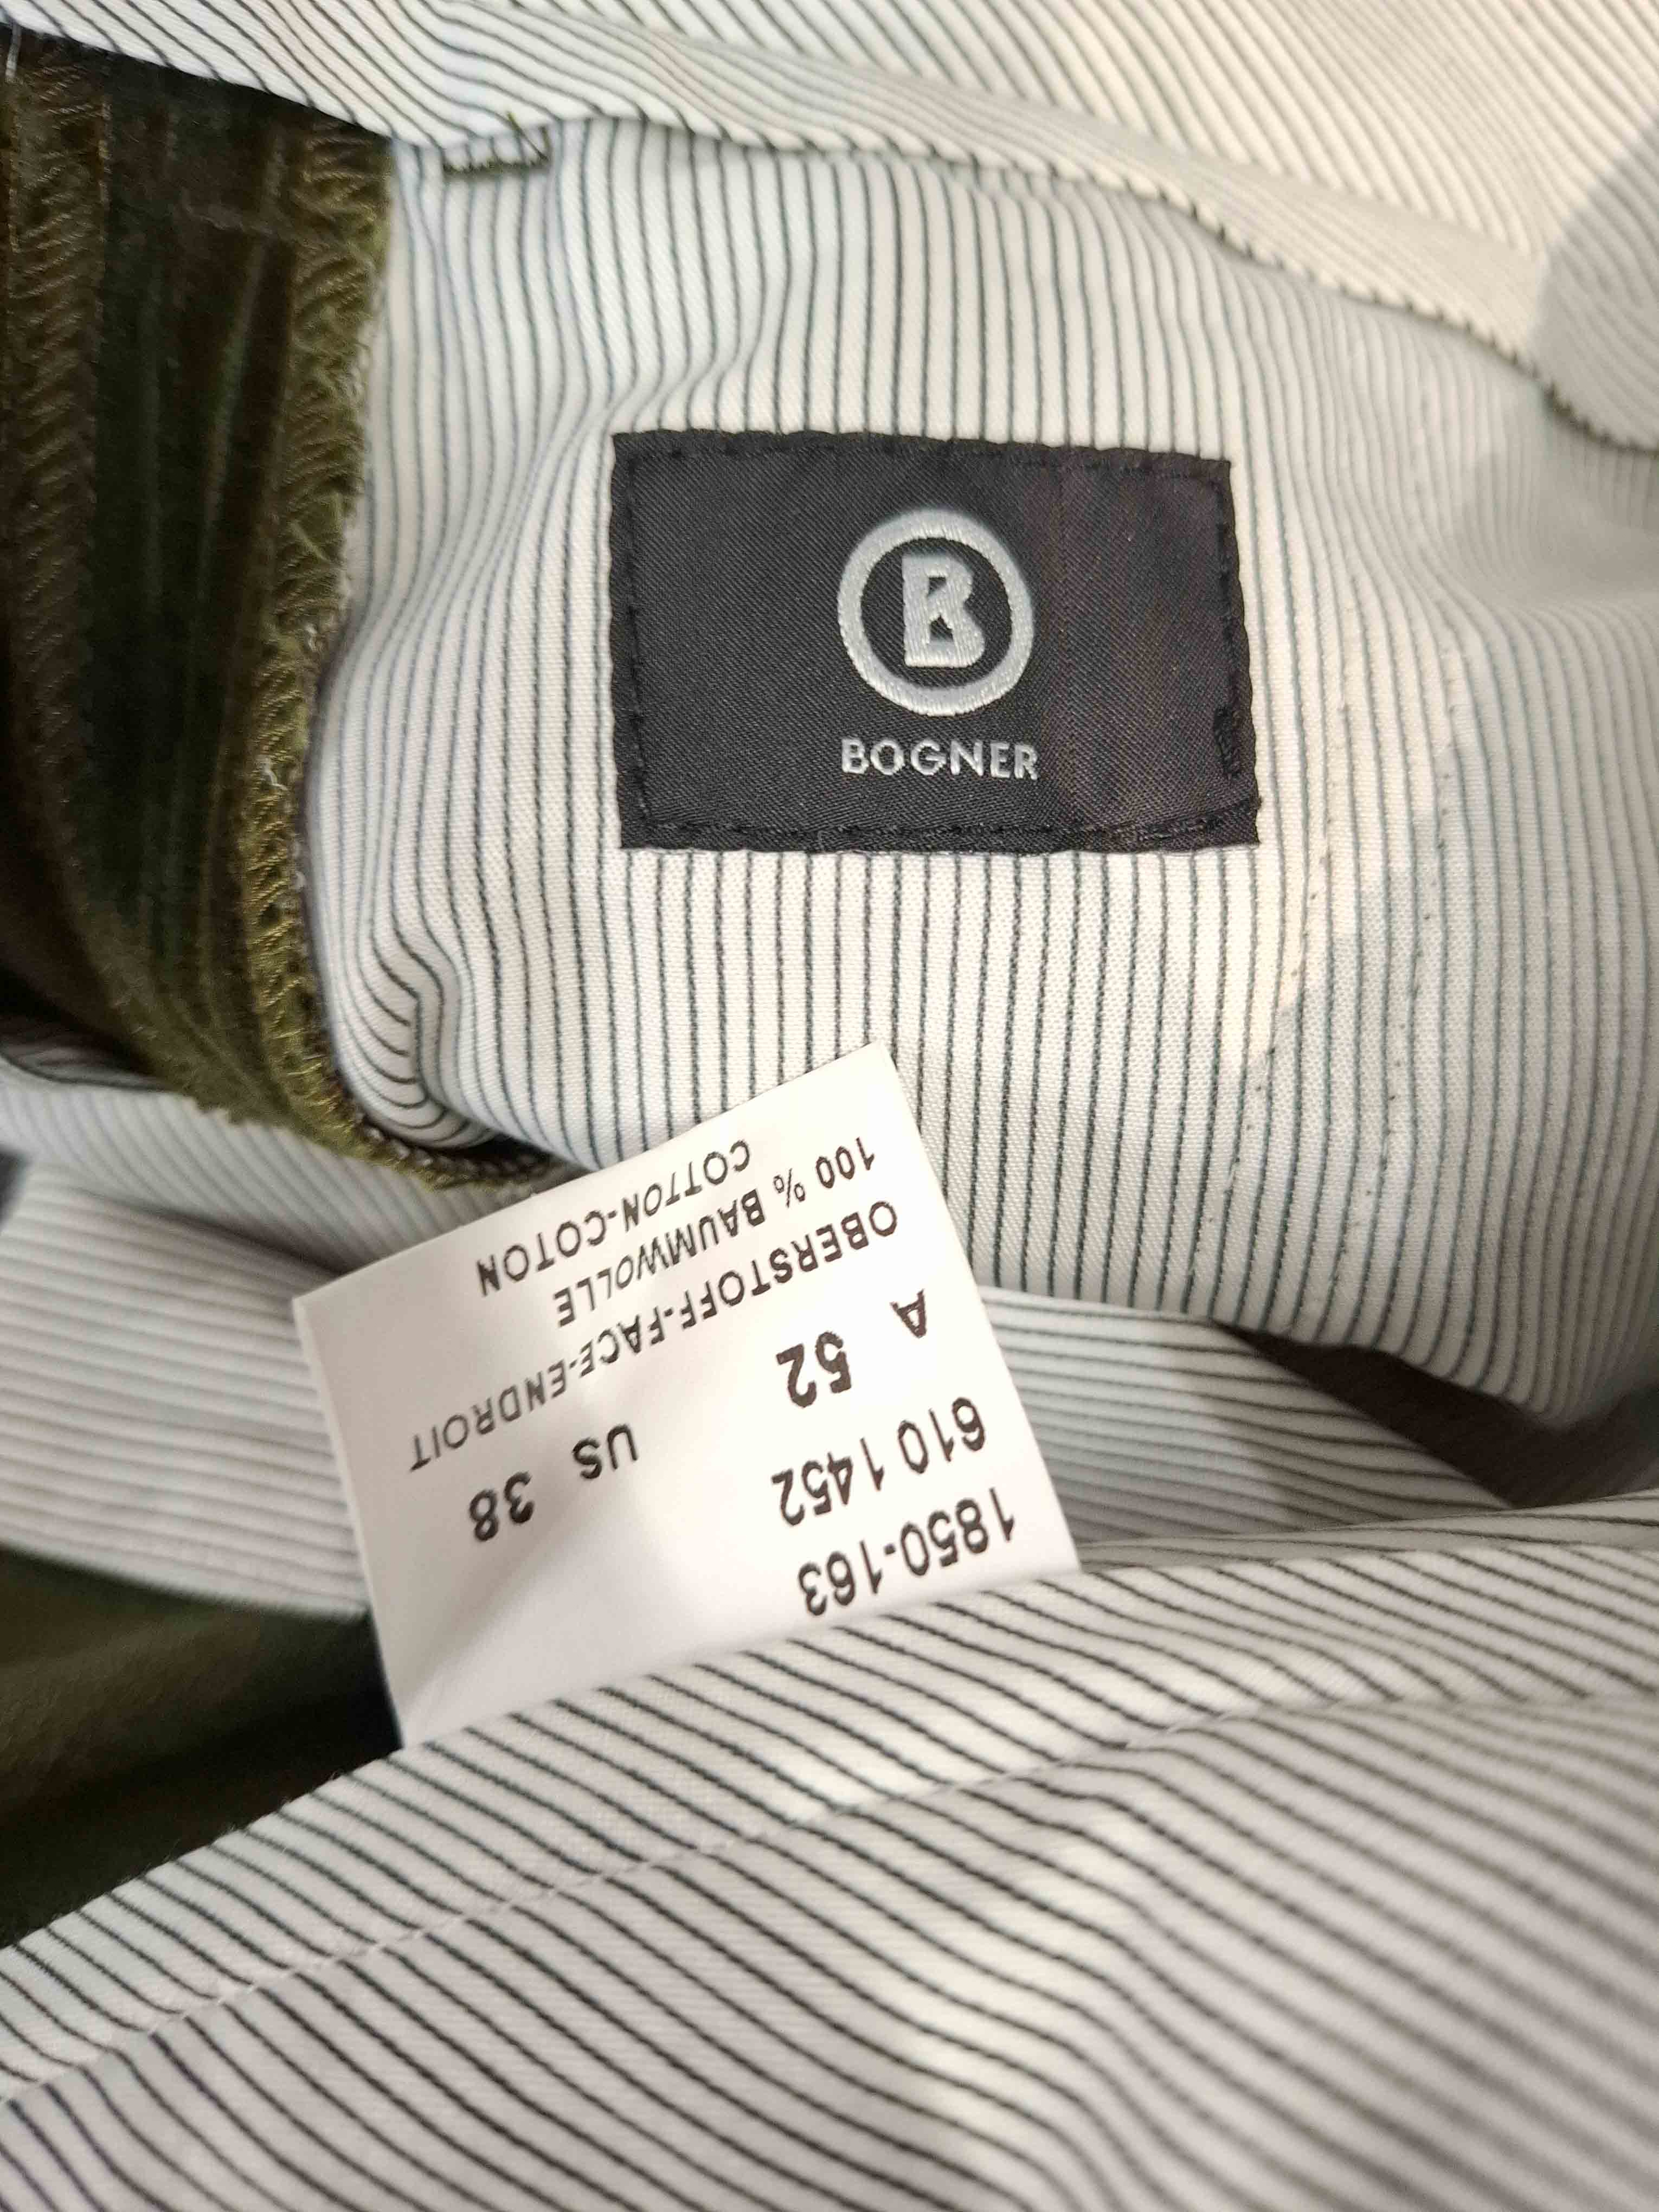 B
BOGNER
1850-163
610 1452
A 52 US 38
OBERSTOFF-FACE-ENDROIT
100 % BAUMWOLLE
COTTON-COTON